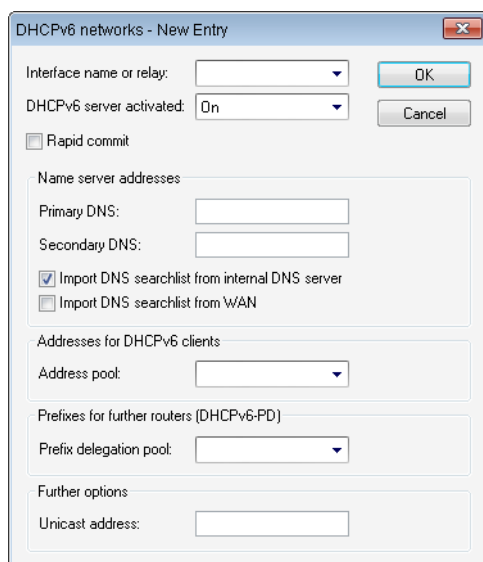 DHCPv6 networks - New Entry
Interface name or relay:
OK
DHCPv6 server activated: On
Cancel
Rapid commit
Name server addresses
Primary DNS:
Secondary DNS:
Import DNS searchlist from internal DNS server
Import DNS searchlist from WAN
Addresses for DHCPv6 clients
Address pool:
Prefixes for further routers (DHCPv6-PD)
Prefix delegation pool:
Further options
Unicast address: